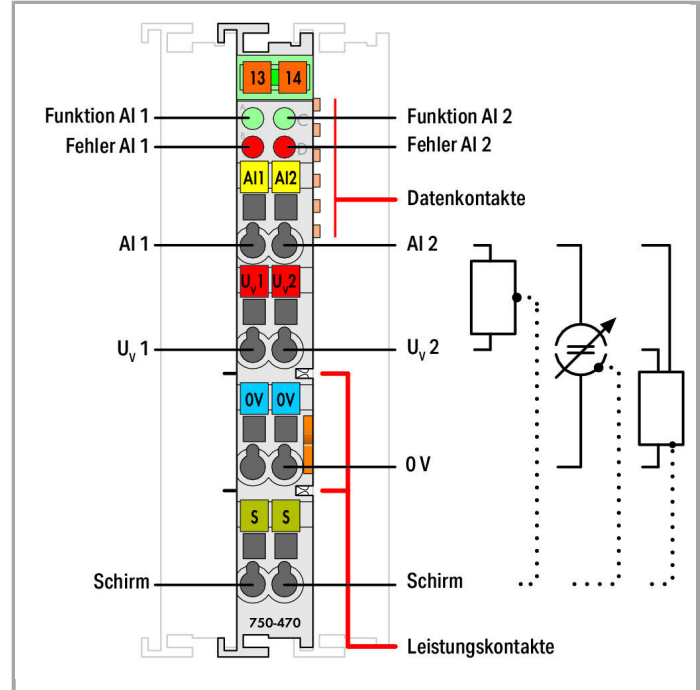 13 14
Funktion AI 1
Funktion AI 2
A C
Fehler AI 1
Fehler AI 2
B D
AI1 AI2
Datenkontakte
AI 1
AI 2
Uv1 Uv2
Uv 1
Uv 2
0V 0V
0 V
S S
Schirm
Schirm
750-470
Leistungskontakte